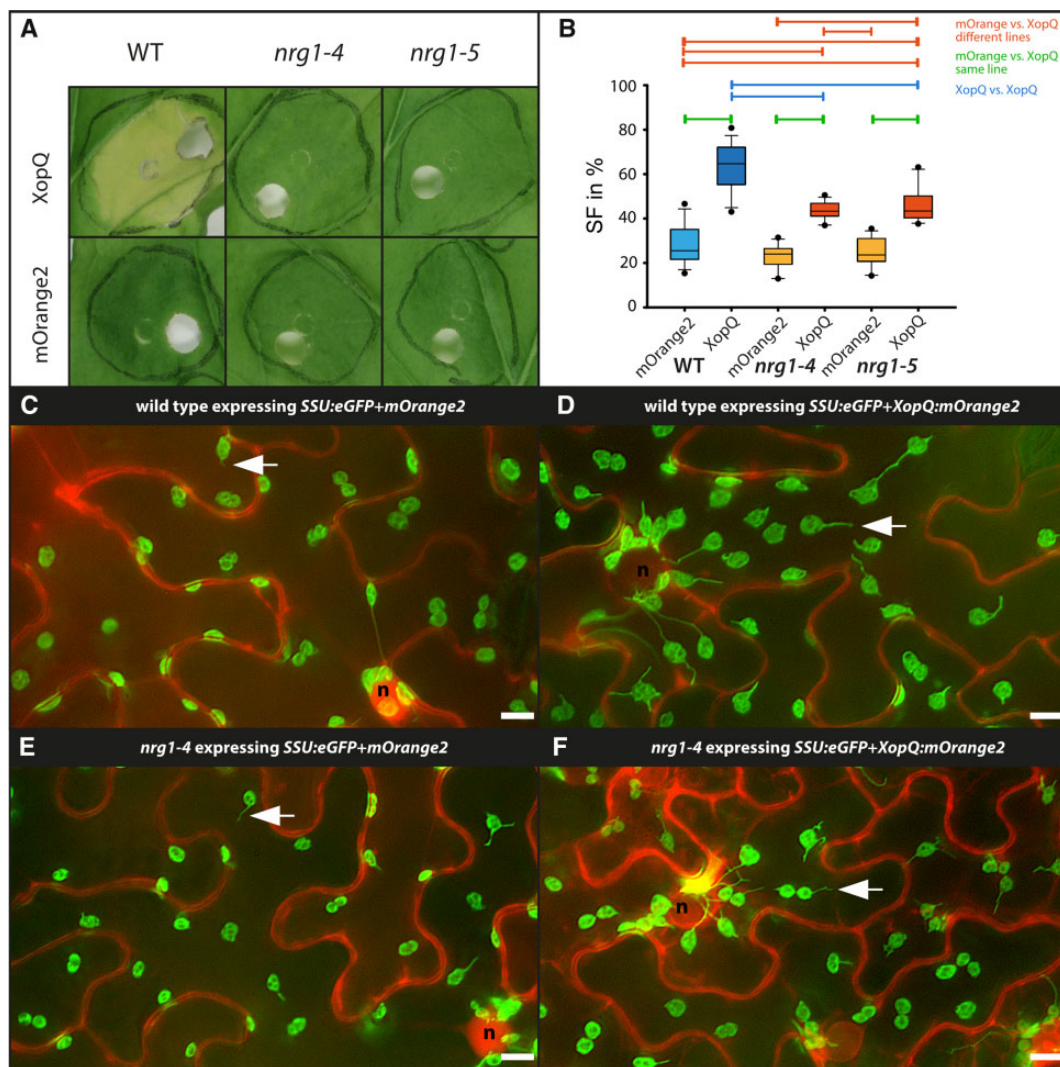 A
WT
nrg1-4
nrg1-5
XopQ
mOrange2
B
mOrange vs. XopQ
different lines
mOrange vs. XopQ
same line
XopQ vs. XopQ
SF in %
100
80
60
40
20
0
mOrange2
XopQ
mOrange2
XopQ
mOrange2
XopQ
WT
nrg1-4
nrg1-5
C
wild type expressing SSU:eGFP+mOrange2
n
D
wild type expressing SSU:eGFP+XopQ:mOrange2
n
E
nrg1-4 expressing SSU:eGFP+mOrange2
n
F
nrg1-4 expressing SSU:eGFP+XopQ:mOrange2
n